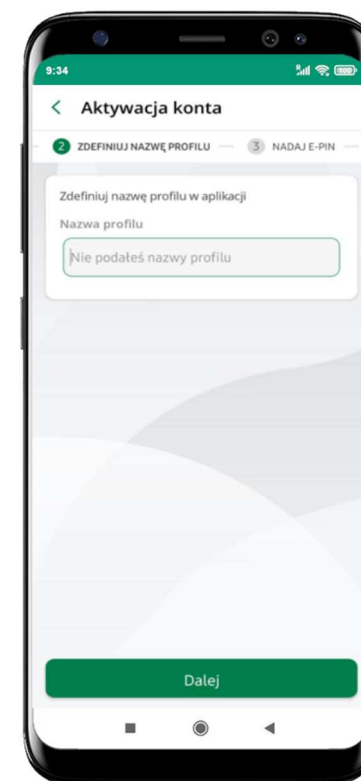 9:34
Aktywacja konta
2 ZDEFINIUJ NAZWĘ PROFILU 3 NADAJ E-PIN
Zdefiniuj nazwę profilu w aplikacji
Nazwa profilu
Nie podałeś nazwy profilu
Dalej